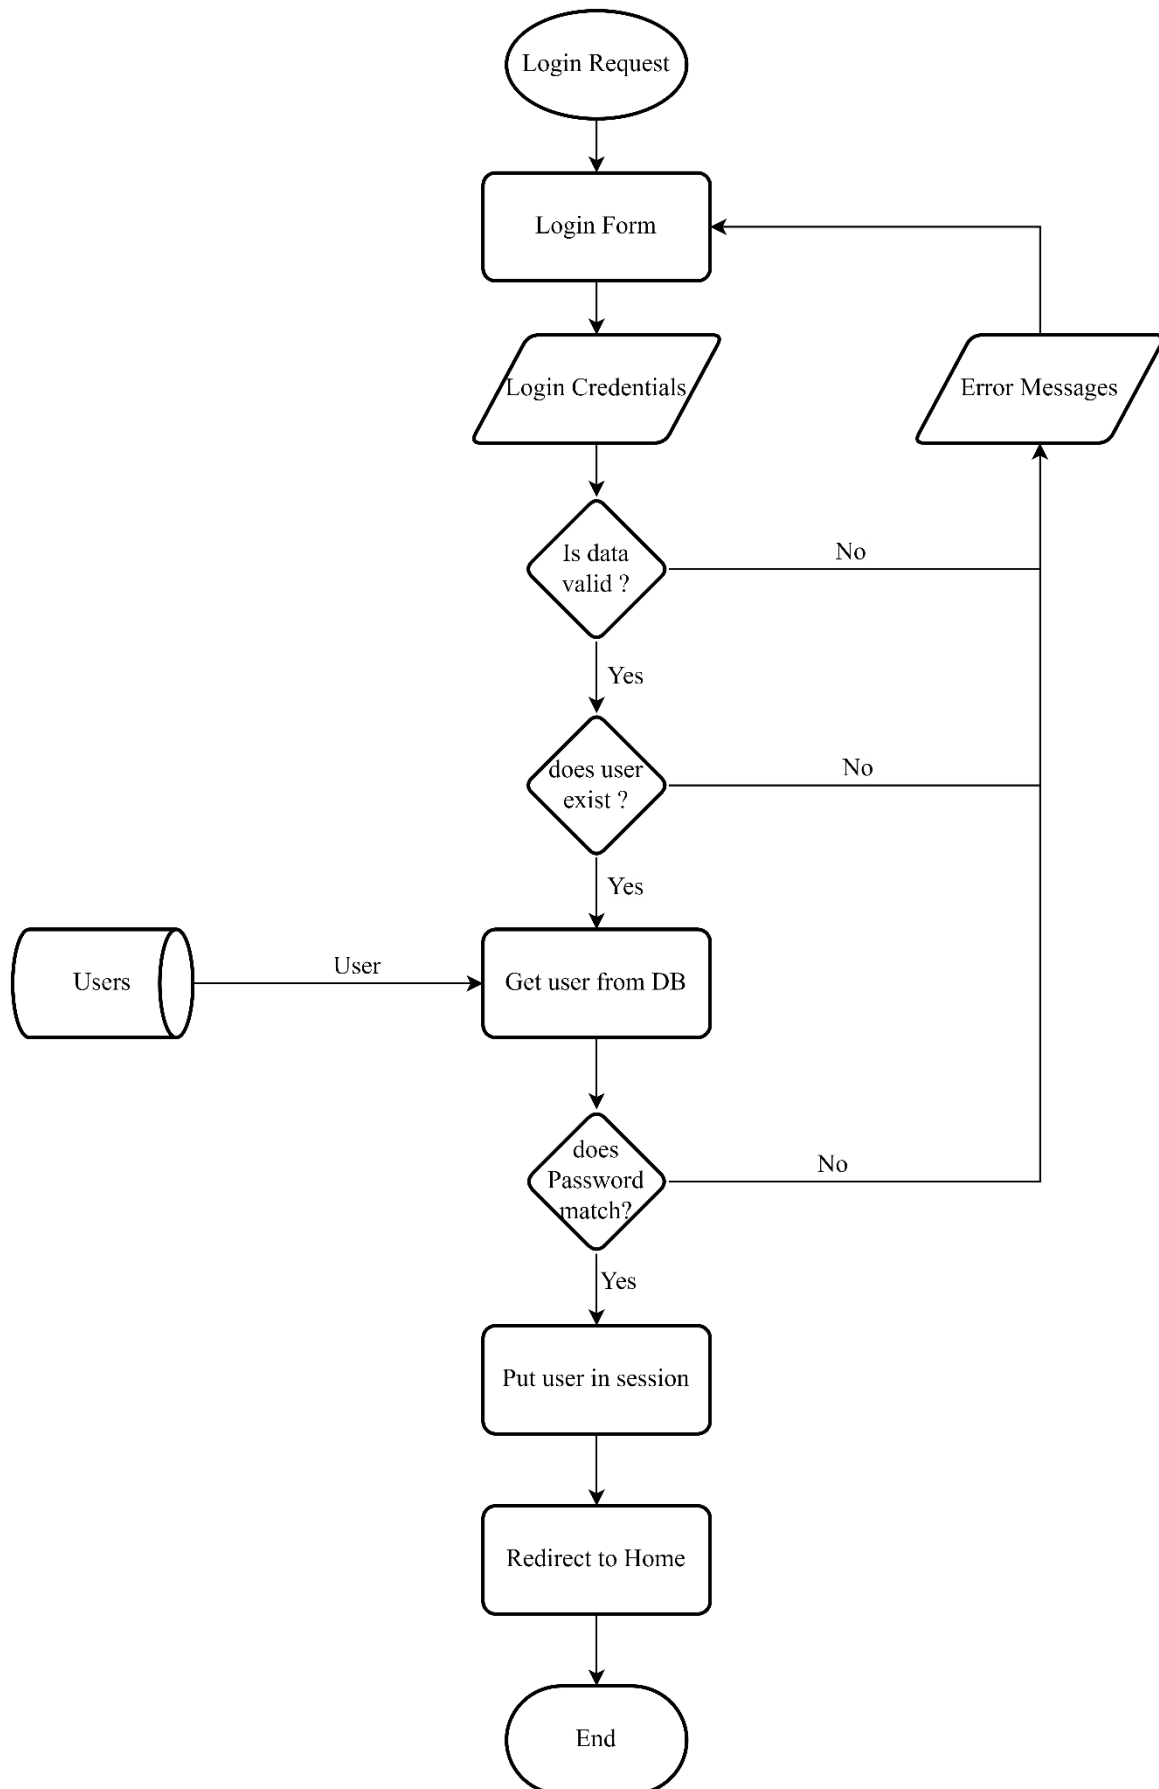 Login Request
Login Form
Login Credentials
Error Messages
Is data
valid ?
No
Yes
does user
exist ?
No
Yes
Users
User
Get user from DB
does
Password
match?
No
Yes
Put user in session
Redirect to Home
End